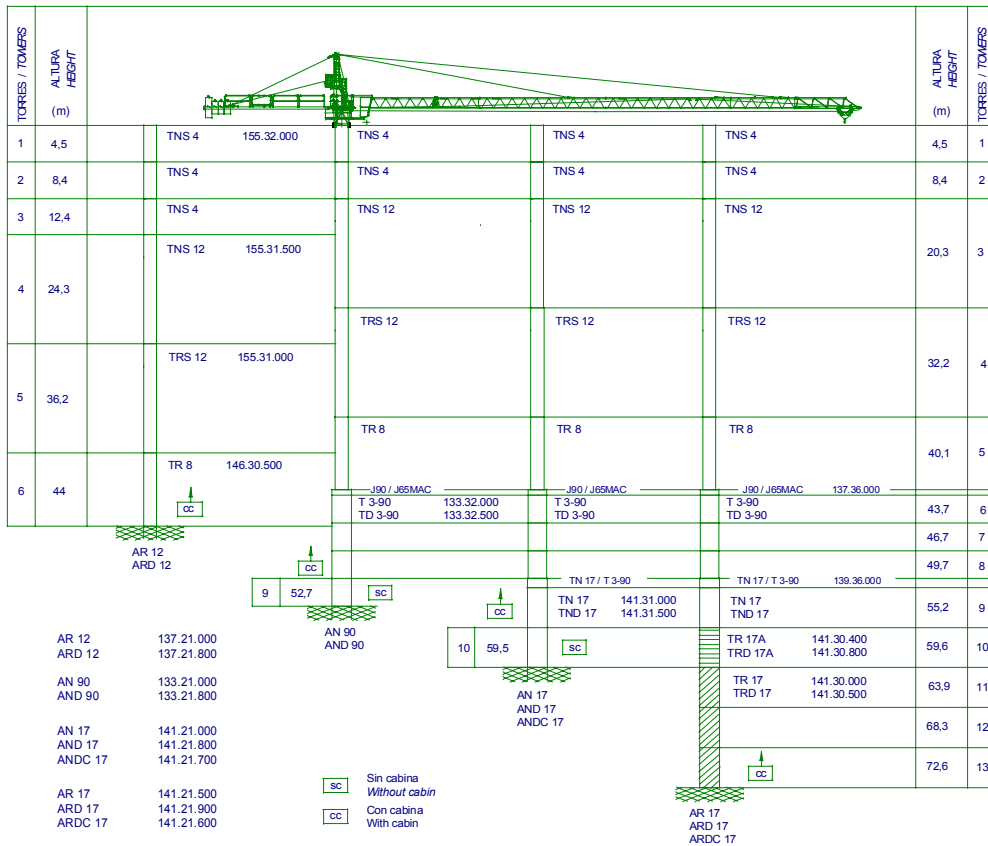 TORRES / TOWERS
ALTURA
HEIGHT
(m)
ALTURA
HEIGHT
(m)
TORRES / TOWERS
1 4,5 TNS 4 155.32.000 TNS 4 TNS 4 TNS 4 4,5 1
2 8,4 TNS 4 TNS 4 TNS 4 TNS 4 8,4 2
3 12,4 TNS 4 TNS 12 TNS 12 TNS 12
20,3 3
4 24,3 TNS 12 155.31.500
TRS 12 TRS 12 TRS 12 32,2 4
5 36,2 TRS 12 155.31.000
TR 8 TR 8 TR 8 40,1 5
6 44 TR 8 146.30.500
CC
J90 / J65MAC J90 / J65MAC J90 / J65MAC 137.36.000
T 3-90 133.32.000 T 3-90 T 3-90
TD 3-90 133.32.500 TD 3-90 TD 3-90
43,7 6
46,7 7
49,7 8
AR 12
ARD 12
CC
9 52,7 SC
AN 90
AND 90
TN 17 / T 3-90 TN 17 / T 3-90 139.36.000
TN 17 141.31.000 TN 17
TND 17 141.31.500 TND 17
55,2 9
CC
10 59,5 SC
AN 17
AND 17
ANDC 17
TR 17A 141.30.400
TRD 17A 141.30.800
59,6 10
TR 17 141.30.000
TRD 17 141.30.500
63,9 11
68,3 12
72,6 13
CC
AR 17
ARD 17
ARDC 17
AR 12 137.21.000
ARD 12 137.21.800
AN 90 133.21.000
AND 90 133.21.800
AN 17 141.21.000
AND 17 141.21.800
ANDC 17 141.21.700
AR 17 141.21.500
ARD 17 141.21.900
ARDC 17 141.21.600
SC Sin cabina
Without cabin
CC Con cabina
With cabin